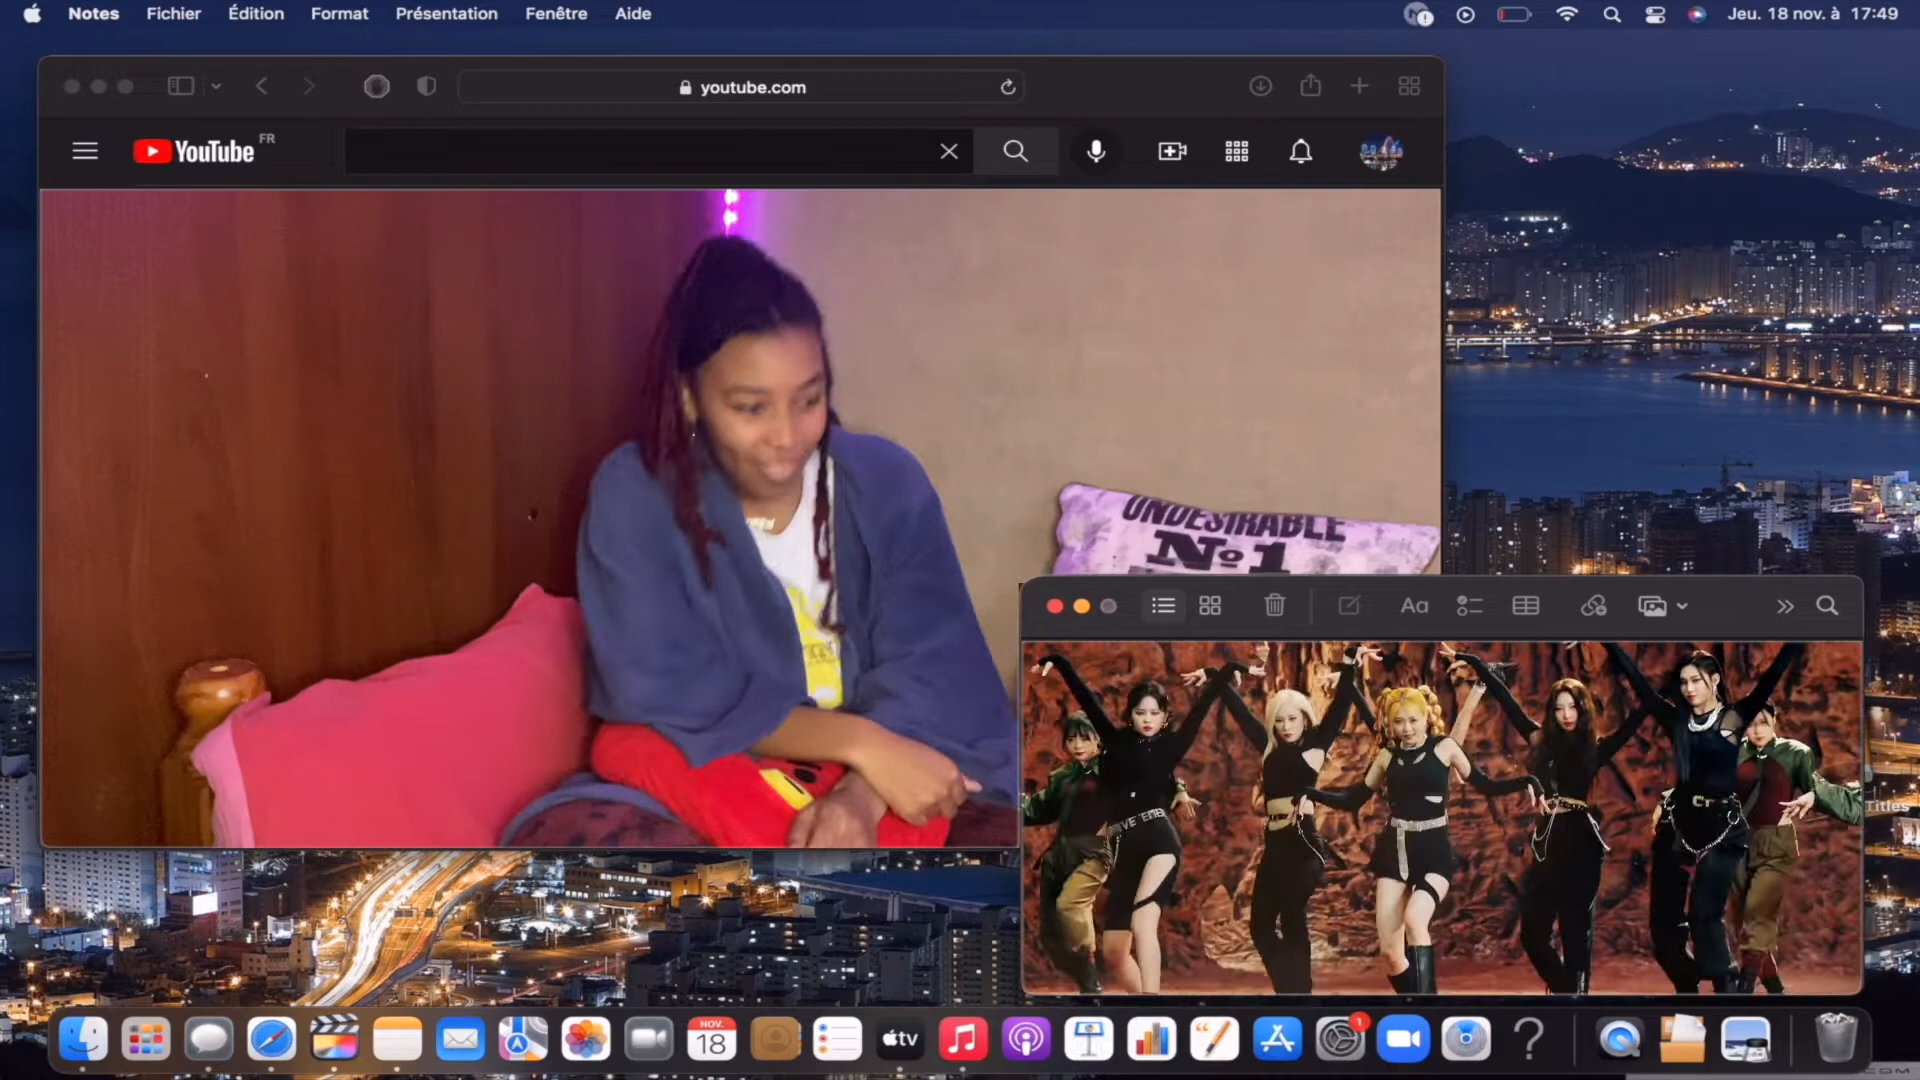 Notes Fichier Édition Format Présentation Fenêtre Aide
Jeu. 18 nov. à 17:49
youtube.com
YouTube FR
UNDESIRABLE
No1
Aa
Titles
NOV.
18
tv
1